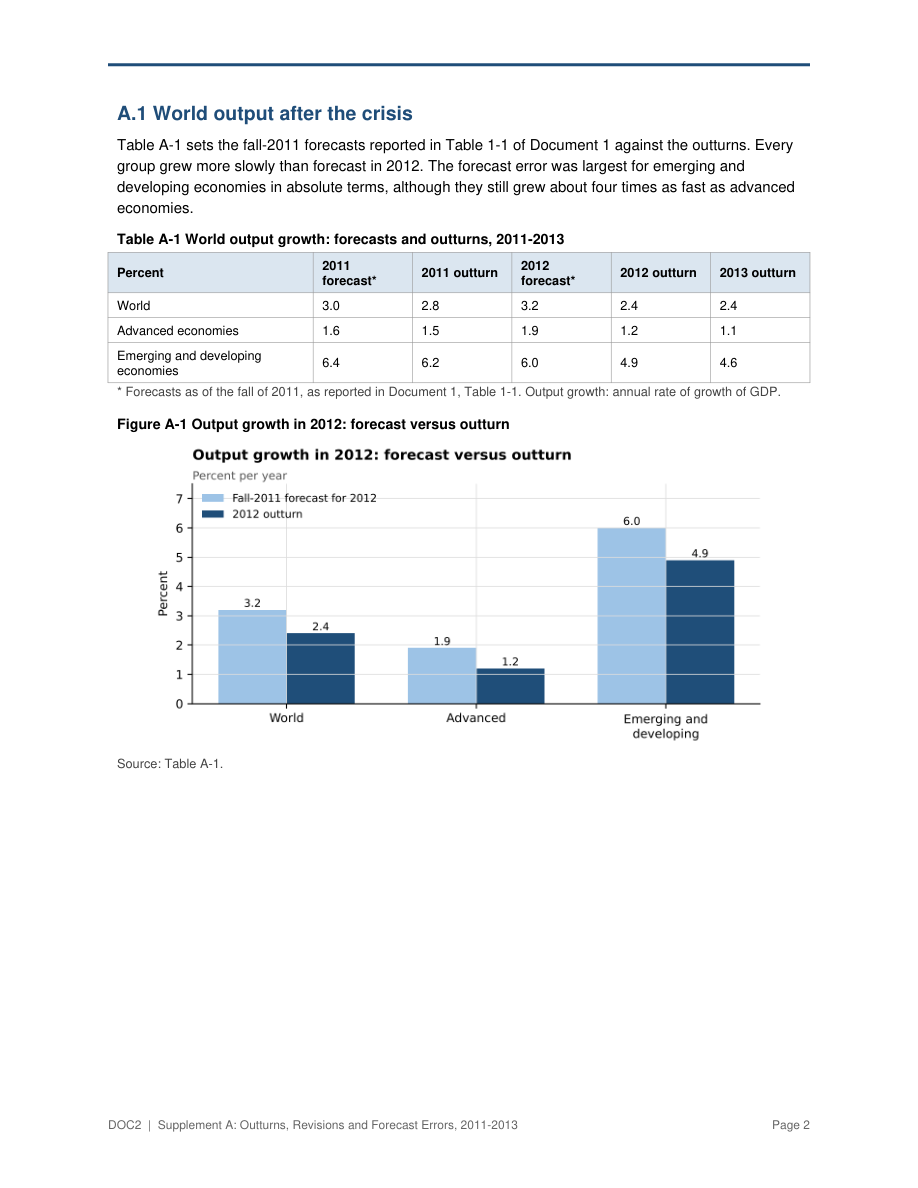 A.1 World output after the crisis
Table A-1 sets the fall-2011 forecasts reported in Table 1-1 of Document 1 against the outturns. Every
group grew more slowly than forecast in 2012. The forecast error was largest for emerging and
developing economies in absolute terms, although they still grew about four times as fast as advanced
economies.
Table A-1 World output growth: forecasts and outturns, 2011-2013
Percent 2011 forecast* 2011 outturn 2012 forecast* 2012 outturn 2013 outturn
World 3.0 2.8 3.2 2.4 2.4
Advanced economies 1.6 1.5 1.9 1.2 1.1
Emerging and developing economies 6.4 6.2 6.0 4.9 4.6
* Forecasts as of the fall of 2011, as reported in Document 1, Table 1-1. Output growth: annual rate of growth of GDP.
Figure A-1 Output growth in 2012: forecast versus outturn
Output growth in 2012: forecast versus outturn
Percent per year
Fall-2011 forecast for 2012
2012 outturn
Percent
7
6
5
4
3
2
1
0
3.2
2.4
1.9
1.2
6.0
4.9
World
Advanced
Emerging and
developing
Source: Table A-1.
DOC2 | Supplement A: Outturns, Revisions and Forecast Errors, 2011-2013 Page 2